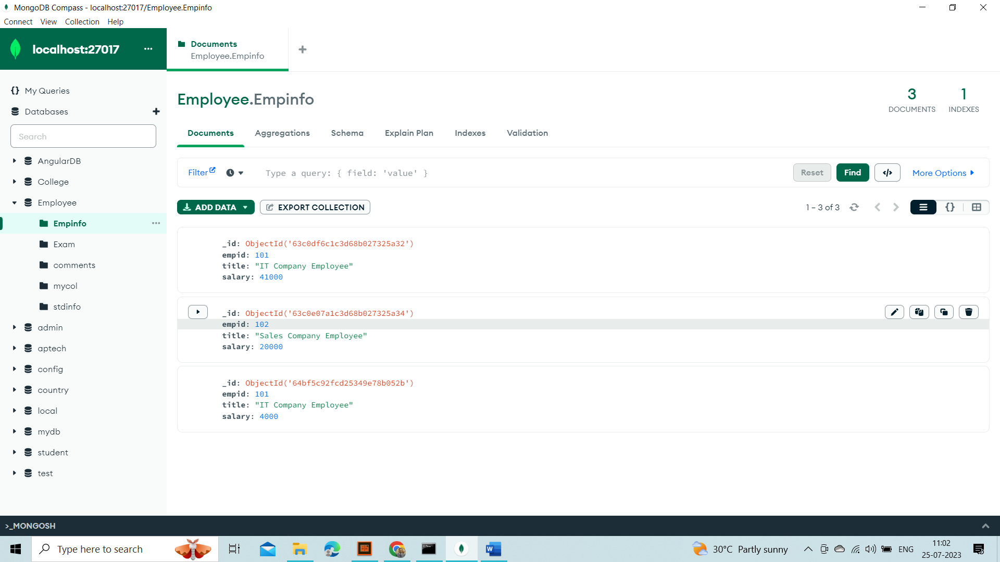 MongoDB Compass - localhost:27017/Employee.Empinfo
Connect View Collection Help
localhost:27017
Documents
Employee.Empinfo
My Queries
Databases
Search
AngularDB
College
Employee
Empinfo
Exam
comments
mycol
stdinfo
admin
aptech
config
country
local
mydb
student
test
Employee.Empinfo
3
DOCUMENTS
1
INDEXES
Documents Aggregations Schema Explain Plan Indexes Validation
Filter Type a query: { field: 'value' } Reset Find </> More Options
ADD DATA EXPORT COLLECTION 1 – 3 of 3 {}
_id: ObjectId('63c0df6c1c3d68b027325a32')
empid: 101
title: "IT Company Employee"
salary: 41000
_id: ObjectId('63c0e07a1c3d68b027325a34')
empid: 102
title: "Sales Company Employee"
salary: 20000
_id: ObjectId('64bf5c92fcd25349e78b052b')
empid: 101
title: "IT Company Employee"
salary: 4000
>_MONGOSH
Type here to search
30°C Partly sunny
ENG
11:02
25-07-2023